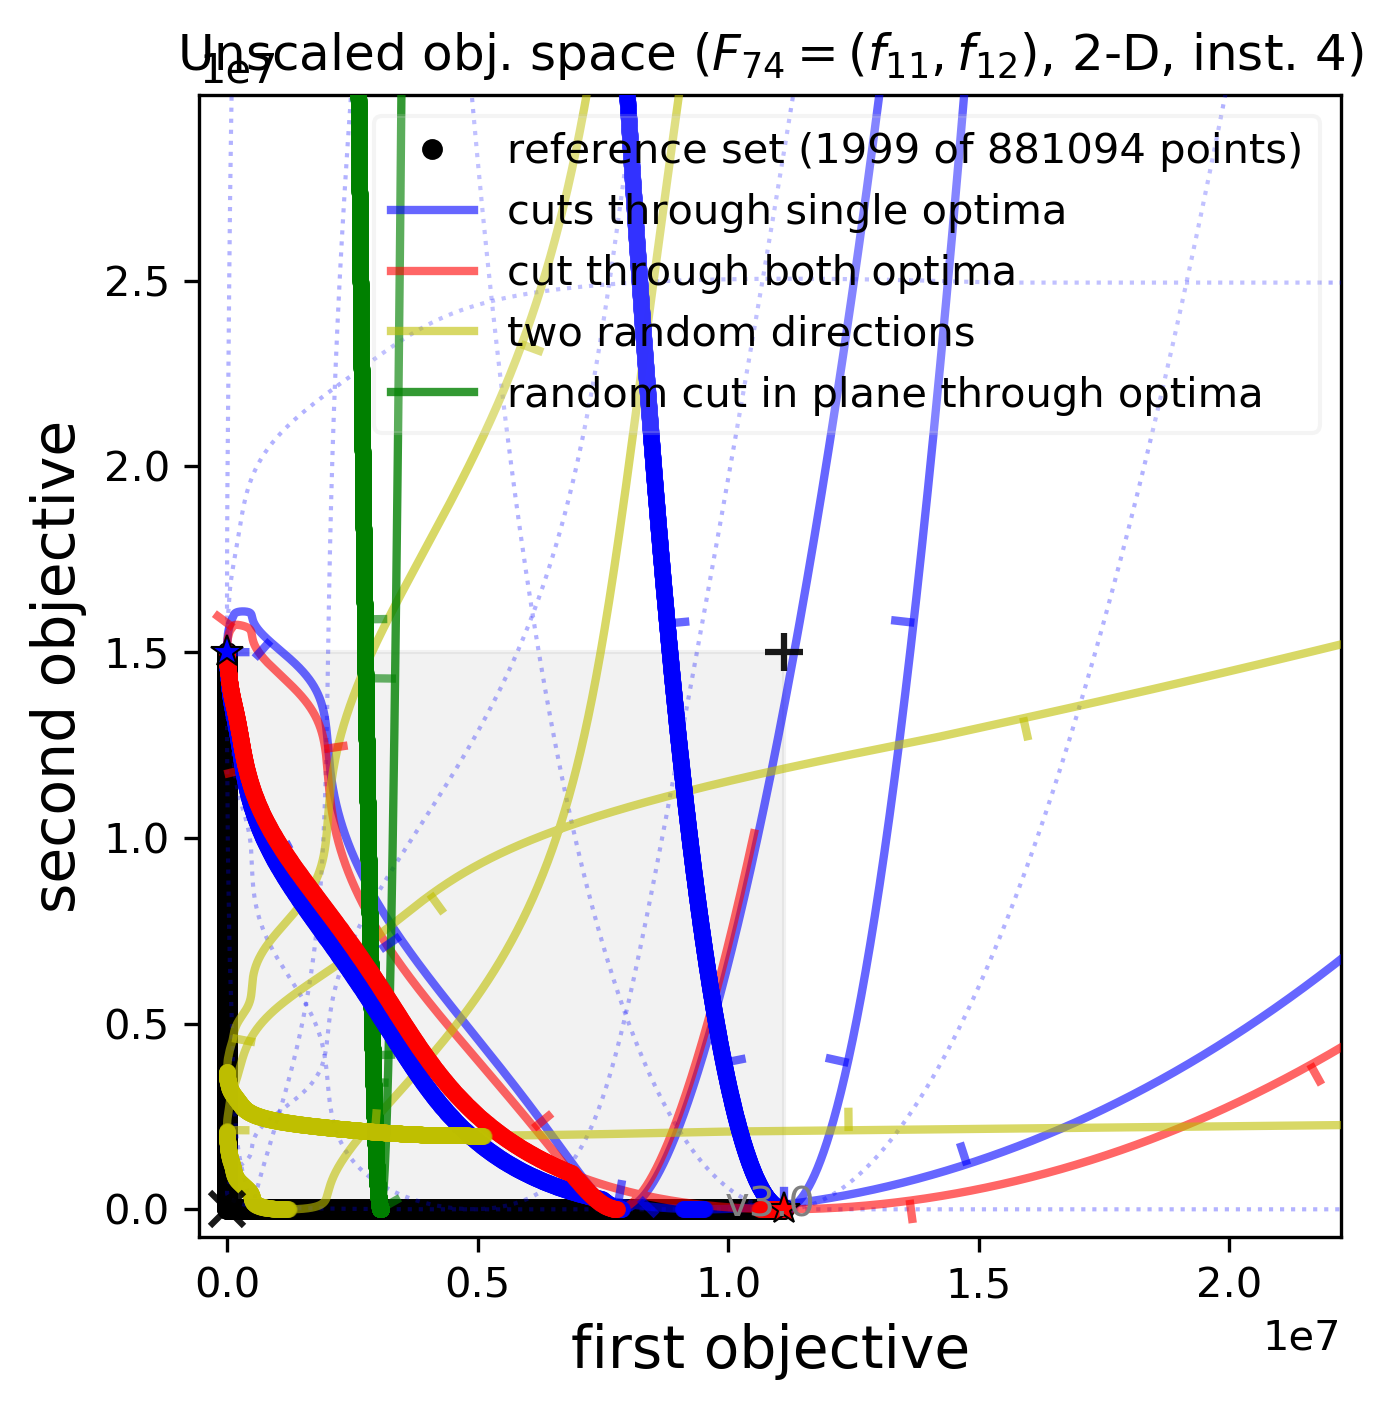 Unscaled obj. space ($F_{74} = (f_{11}, f_{12})$, 2-D, inst. 4)
1e7
reference set (1999 of 881094 points)
cuts through single optima
cut through both optima
two random directions
random cut in plane through optima
2.5
2.0
1.5
1.0
0.5
0.0
second objective
v3.0
0.0 0.5 1.0 1.5 2.0
1e7
first objective